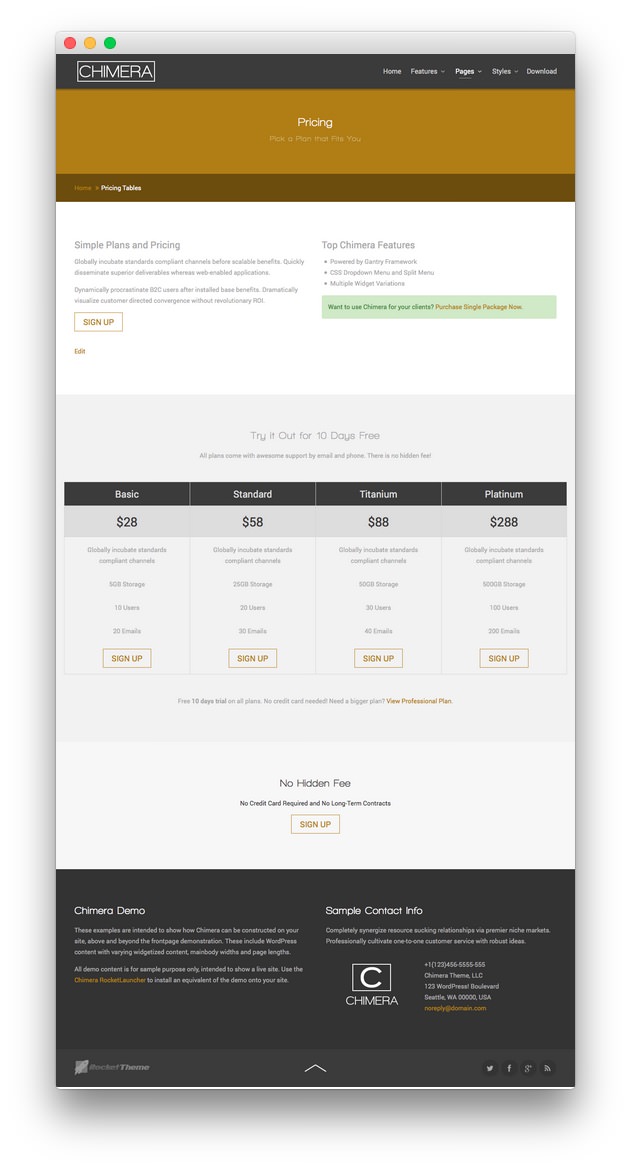 CHIMERA
Home Features Pages Styles Download
Pricing
Pick a Plan that Fits You
Home » Pricing Tables
Simple Plans and Pricing
Globally incubate standards compliant channels before scalable benefits. Quickly
disseminate superior deliverables whereas web-enabled applications.
Dynamically procrastinate B2C users after installed base benefits. Dramatically
visualize customer directed convergence without revolutionary ROI.
SIGN UP
Edit
Top Chimera Features
• Powered by Gantry Framework
• CSS Dropdown Menu and Split Menu
• Multiple Widget Variations
Want to use Chimera for your clients? Purchase Single Package Now.
Try it Out for 10 Days Free
All plans come with awesome support by email and phone. There is no hidden fee!
Basic Standard Titanium Platinum
$28 $58 $88 $288
Globally incubate standards Globally incubate standards Globally incubate standards Globally incubate standards
compliant channels compliant channels compliant channels compliant channels
5GB Storage 25GB Storage 50GB Storage 500GB Storage
10 Users 20 Users 30 Users 100 Users
20 Emails 30 Emails 40 Emails 200 Emails
SIGN UP SIGN UP SIGN UP SIGN UP
Free 10 days trial on all plans. No credit card needed! Need a bigger plan? View Professional Plan.
No Hidden Fee
No Credit Card Required and No Long-Term Contracts
SIGN UP
Chimera Demo
These examples are intended to show how Chimera can be constructed on your
site, above and beyond the frontpage demonstration. These include WordPress
content with varying widgetized content, mainbody widths and page lengths.
All demo content is for sample purpose only, intended to show a live site. Use the
Chimera RocketLauncher to install an equivalent of the demo onto your site.
Sample Contact Info
Completely synergize resource sucking relationships via premier niche markets.
Professionally cultivate one-to-one customer service with robust ideas.
C
CHIMERA
+1(123)456-5555-555
Chimera Theme, LLC
123 WordPress! Boulevard
Seattle, WA 00000, USA
noreply@domain.com
RocketTheme